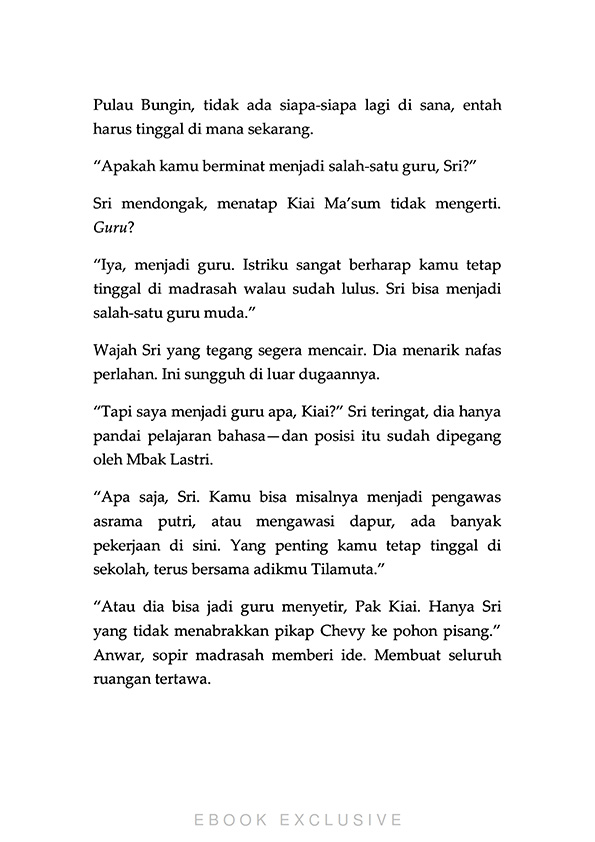 Pulau Bungin, tidak ada siapa-siapa lagi di sana, entah
harus tinggal di mana sekarang.
“Apakah kamu berminat menjadi salah-satu guru, Sri?”
Sri mendongak, menatap Kiai Ma’sum tidak mengerti.
Guru?
“Iya, menjadi guru. Istriku sangat berharap kamu tetap
tinggal di madrasah walau sudah lulus. Sri bisa menjadi
salah-satu guru muda.”
Wajah Sri yang tegang segera mencair. Dia menarik nafas
perlahan. Ini sungguh di luar dugaannya.
“Tapi saya menjadi guru apa, Kiai?” Sri teringat, dia hanya
pandai pelajaran bahasa—dan posisi itu sudah dipegang
oleh Mbak Lastri.
“Apa saja, Sri. Kamu bisa misalnya menjadi pengawas
asrama putri, atau mengawasi dapur, ada banyak
pekerjaan di sini. Yang penting kamu tetap tinggal di
sekolah, terus bersama adikmu Tilamuta.”
“Atau dia bisa jadi guru menyetir, Pak Kiai. Hanya Sri
yang tidak menabrakkan pikap Chevy ke pohon pisang.”
Anwar, sopir madrasah memberi ide. Membuat seluruh
ruangan tertawa.
EBOOK EXCLUSIVE